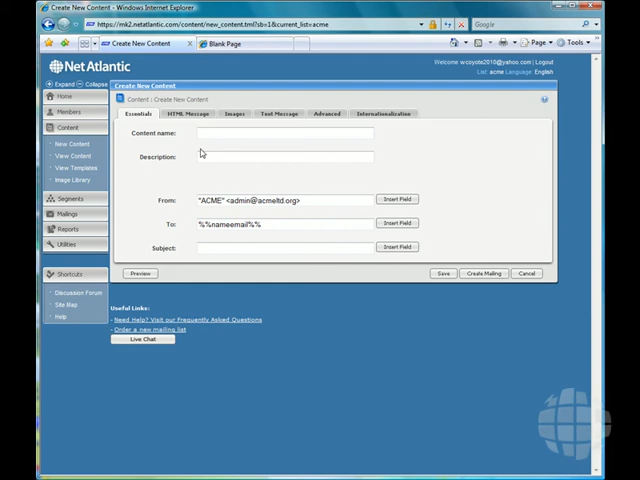 Create New Content - Windows Internet Explorer
https://mk2.netatlantic.com/content/new_content.tml?sb=1&current_list=acme
Google
Create New Content
Blank Page
Page
Tools
Net Atlantic
Welcome wcoyote2010@yahoo.com | Logout
List: acme Language: English
Expand Collapse
Home
Members
Content
New Content
View Content
View Templates
Image Library
Segments
Mailings
Reports
Utilities
Shortcuts
Discussion Forum
Site Map
Help
Create New Content
Content : Create New Content
Essentials HTML Message Images Text Message Advanced Internationalization
Content name:
Description:
From: "ACME" <admin@acmeltd.org> Insert Field
To: %%nameemail%% Insert Field
Subject: Insert Field
Preview Save Create Mailing Cancel
Useful Links:
- Need Help? Visit our Frequently Asked Questions
- Order a new mailing list
Live Chat